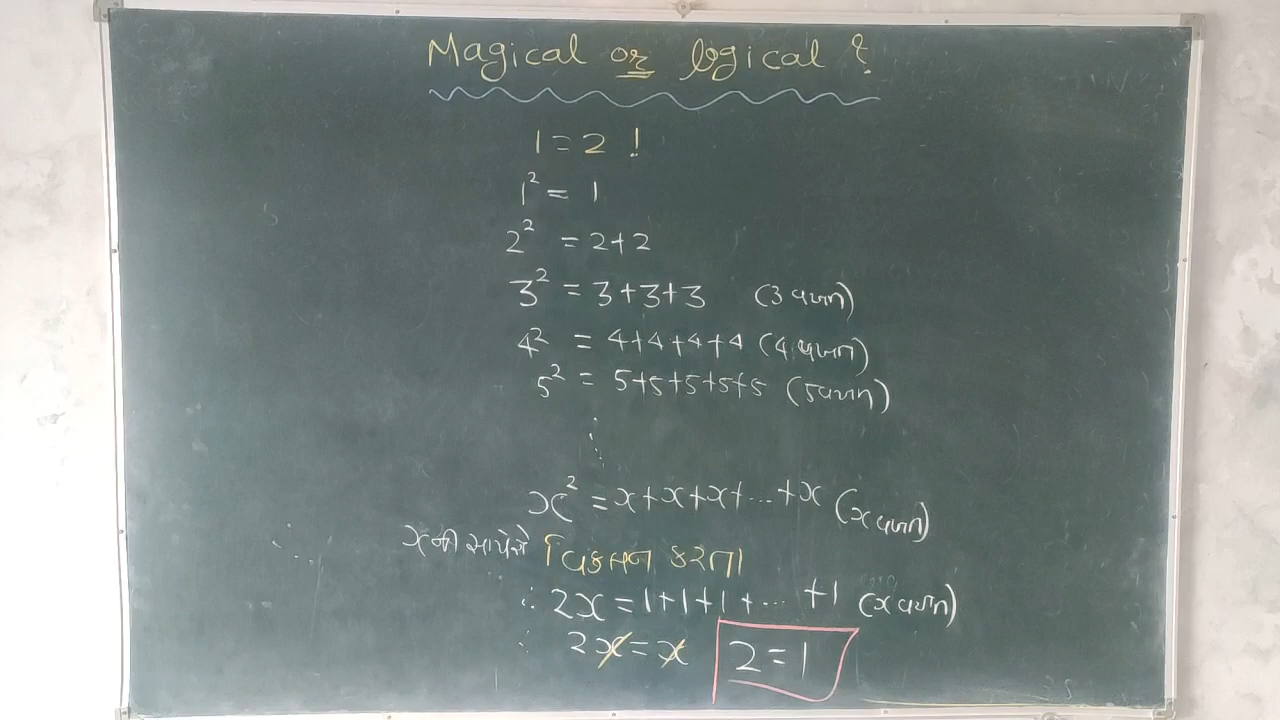 Magical or logical ?
1 = 2 !
1² = 1
2² = 2+2
3² = 3+3+3 (3 વખત)
4² = 4+4+4+4 (4 વખત)
5² = 5+5+5+5+5 (5 વખત)
⋮
x² = x+x+x+...+x (x વખત)
x ની સાપેક્ષે વિકલન કરતા
∴ 2x = 1+1+1+... +1 (x વખત)
∴ 2x = x 2 = 1